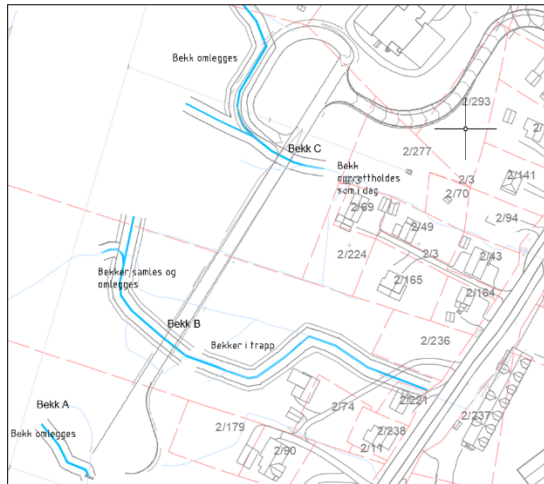 Bekk omlegges
2/293
Bekk C
2/277
Bekk
opprettholdes
som i dag
2/3
2/141
2/70
2/69
2/94
2/49
2/224
2/3
2/43
Bekker samles og
omlegges
2/165
2/164
Bekk B
2/236
Bekker i trapp
Bekk A
2/221
2/74
Bekk omlegges
2/179
2/237
2/238
2/11
2/90